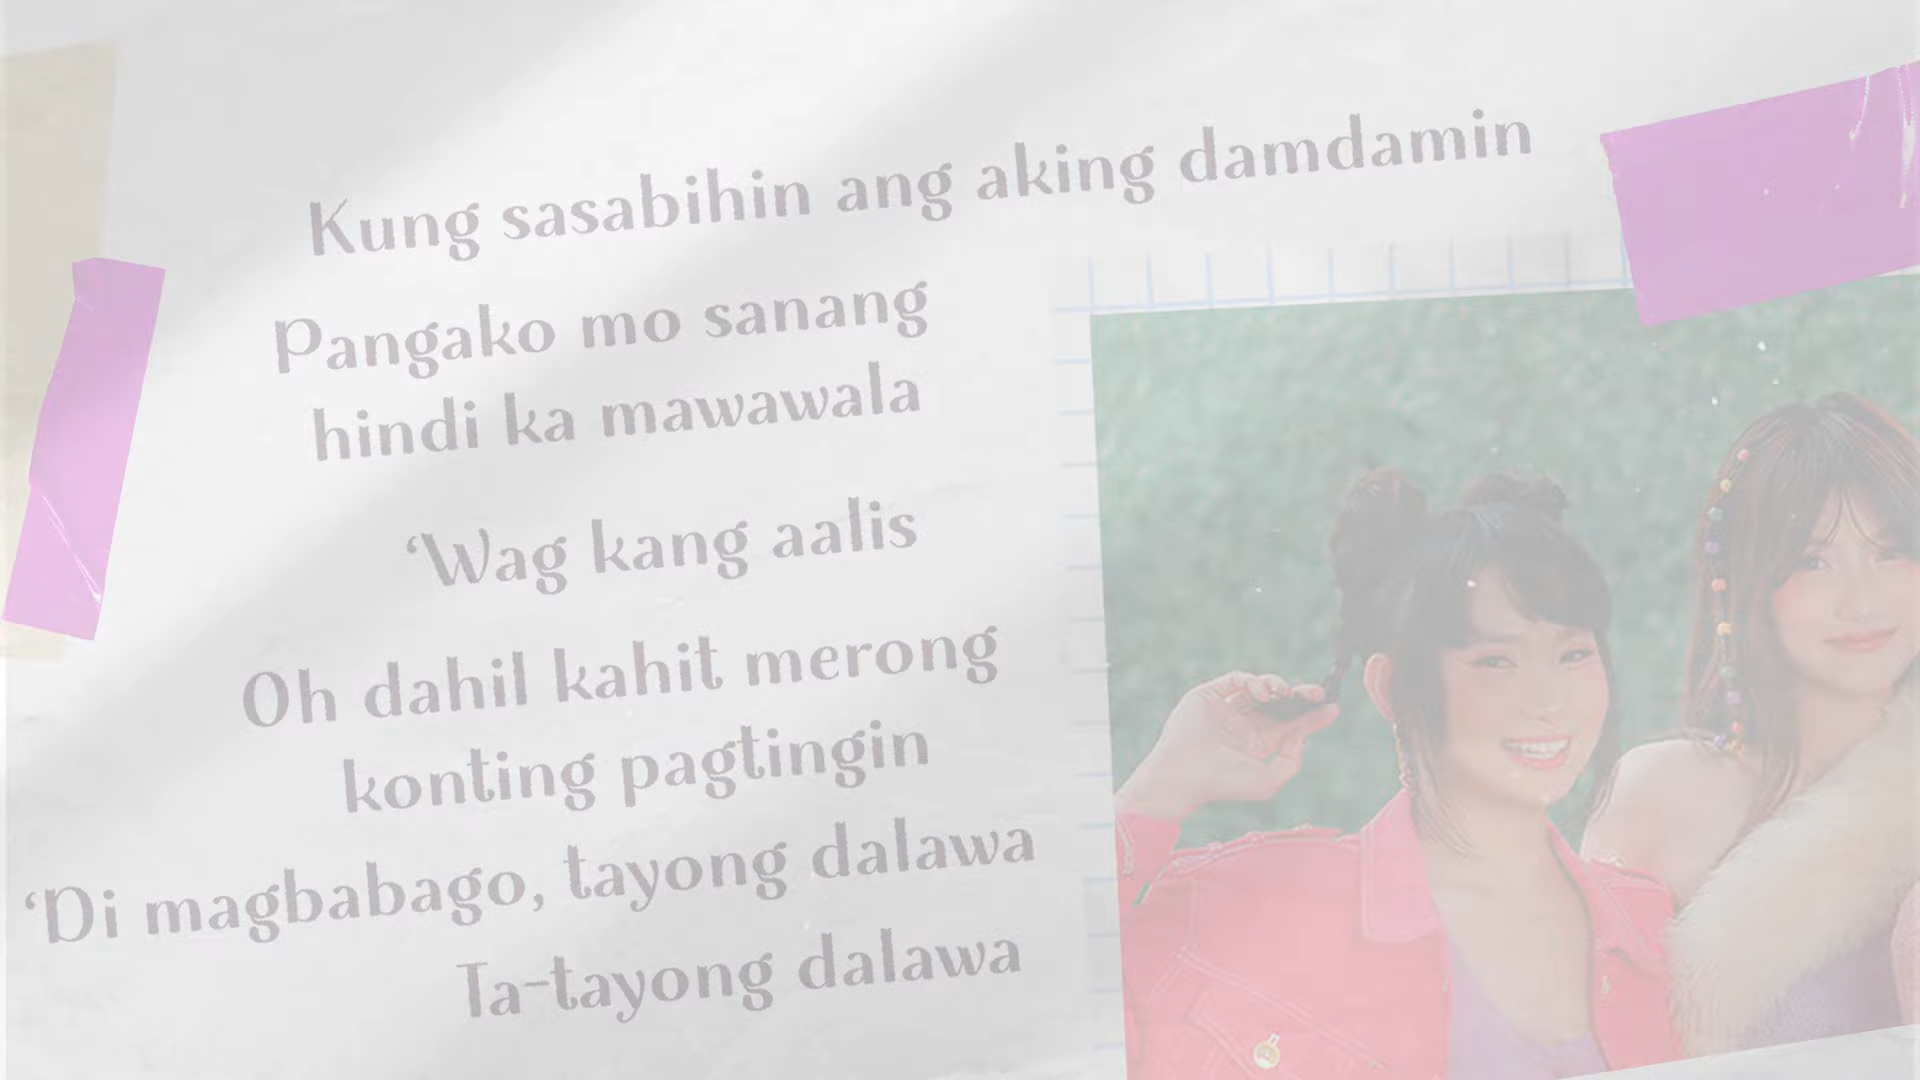 Kung sasabihin ang aking damdamin
Pangako mo sanang
hindi ka mawawala
‘Wag kang aalis
Oh dahil kahit merong
konting pagtingin
‘Di magbabago, tayong dalawa
Ta-tayong dalawa